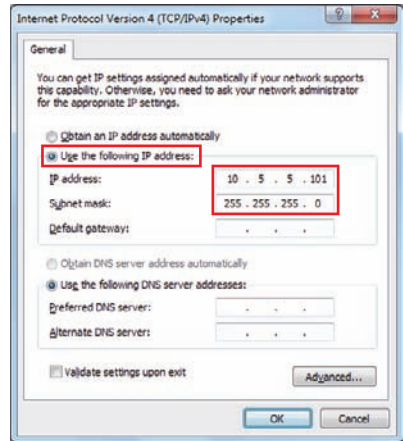 Internet Protocol Version 4 (TCP/IPv4) Properties
General
You can get IP settings assigned automatically if your network supports
this capability. Otherwise, you need to ask your network administrator
for the appropriate IP settings.
Obtain an IP address automatically
Use the following IP address:
IP address: 10 . 5 . 5 . 101
Subnet mask: 255 . 255 . 255 . 0
Default gateway: . . .
Obtain DNS server address automatically
Use the following DNS server addresses:
Preferred DNS server: . . .
Alternate DNS server: . . .
Validate settings upon exit
Advanced...
OK Cancel